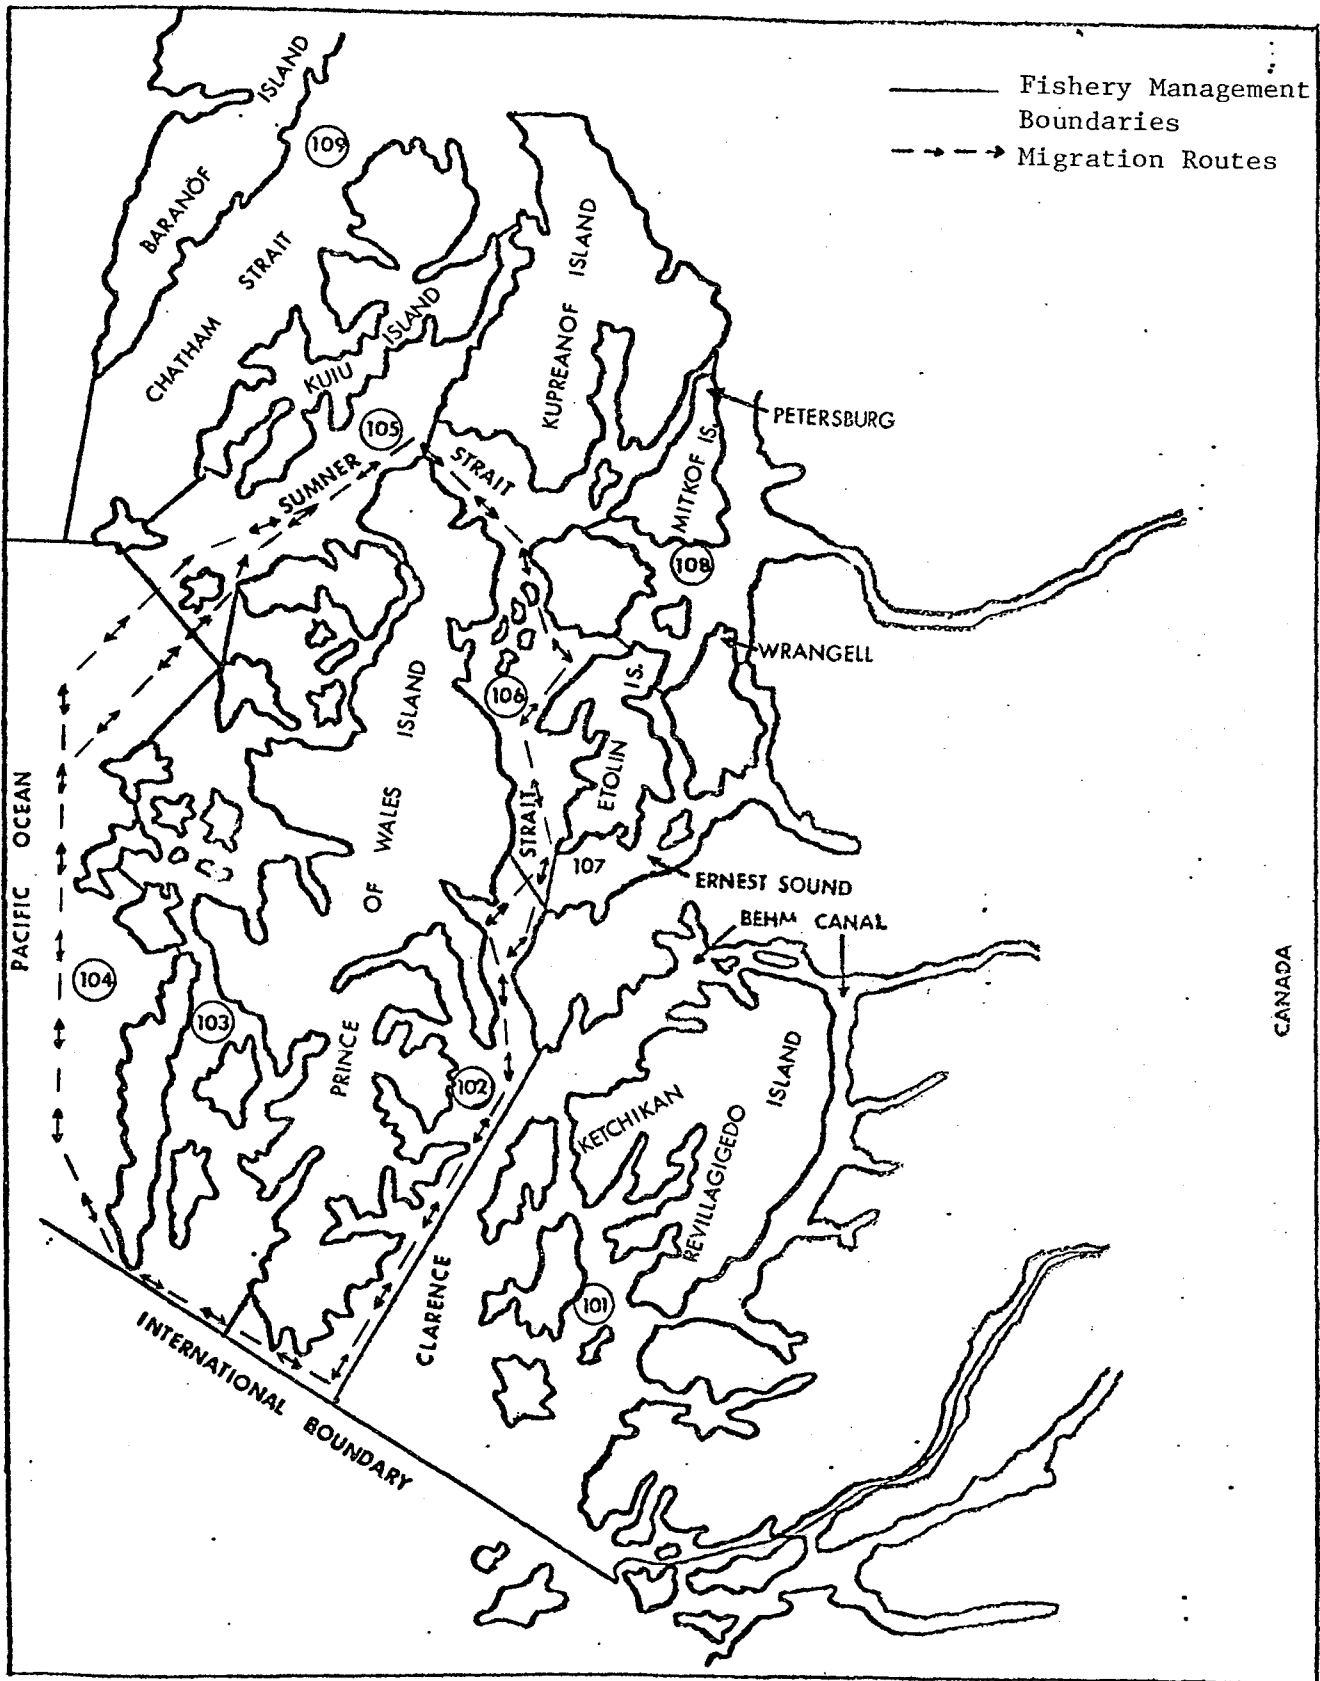 Fishery Management
Boundaries
Migration Routes
BARANOF ISLAND
109
CHATHAM STRAIT
KUIU ISLAND
KUPREANOF ISLAND
PETERSBURG
MITKOF IS.
105
SUMNER STRAIT
108
WRANGELL
106
ETOLIN IS.
PACIFIC OCEAN
STRAIT
107
ERNEST SOUND
BEHM CANAL
104
103
PRINCE OF WALES ISLAND
102
KETCHIKAN
REVILLAGIGEDO ISLAND
CANADA
101
CLARENCE
INTERNATIONAL BOUNDARY